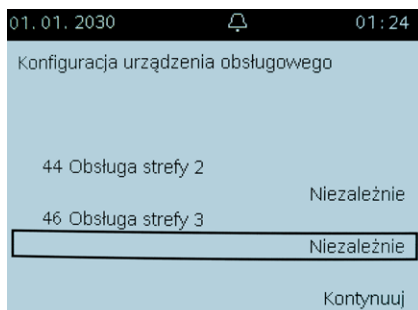 01.01.2030 01:24
Konfiguracja urządzenia obsługowego
44 Obsługa strefy 2
Niezależnie
46 Obsługa strefy 3
Niezależnie
Kontynuuj